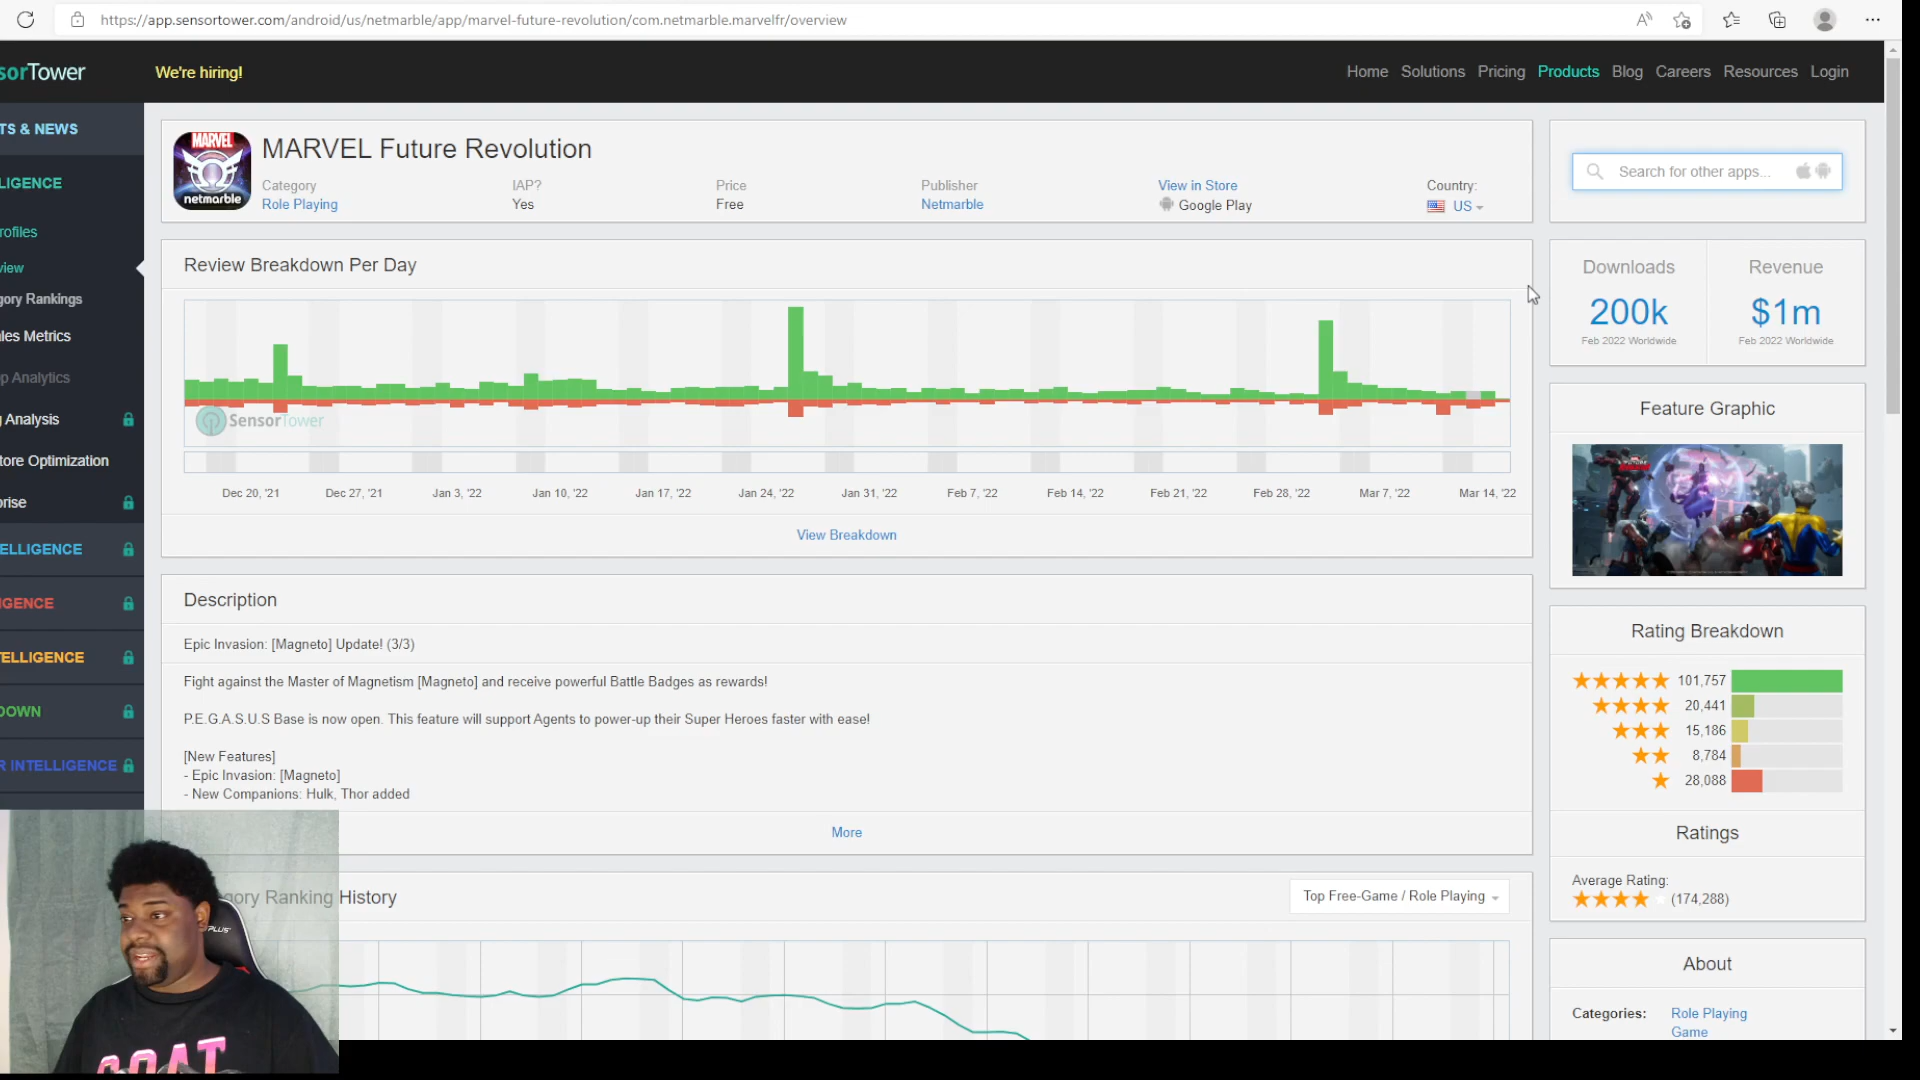 https://app.sensortower.com/android/us/netmarble/app/marvel-future-revolution/com.netmarble.marvelfr/overview
sorTower
We're hiring!
Home Solutions Pricing Products Blog Careers Resources Login
TS & NEWS
LIGENCE
rofiles
view
gory Rankings
les Metrics
p Analytics
g Analysis
tore Optimization
prise
ELLIGENCE
IGENCE
TELLIGENCE
DOWN
R INTELLIGENCE
MARVEL
netmarble
MARVEL Future Revolution
Category
Role Playing
IAP?
Yes
Price
Free
Publisher
Netmarble
View in Store
Google Play
Country:
US
Search for other apps...
Review Breakdown Per Day
SensorTower
Dec 20, '21 Dec 27, '21 Jan 3, '22 Jan 10, '22 Jan 17, '22 Jan 24, '22 Jan 31, '22 Feb 7, '22 Feb 14, '22 Feb 21, '22 Feb 28, '22 Mar 7, '22 Mar 14, '22
View Breakdown
Downloads
200k
Feb 2022 Worldwide
Revenue
$1m
Feb 2022 Worldwide
Feature Graphic
Description
Epic Invasion: [Magneto] Update! (3/3)
Fight against the Master of Magnetism [Magneto] and receive powerful Battle Badges as rewards!
P.E.G.A.S.U.S Base is now open. This feature will support Agents to power-up their Super Heroes faster with ease!
[New Features]
- Epic Invasion: [Magneto]
- New Companions: Hulk, Thor added
More
Rating Breakdown
101,757
20,441
15,186
8,784
28,088
Ratings
Average Rating:
(174,288)
gory Ranking History
Top Free-Game / Role Playing
About
Categories:
Role Playing
Game
PLUS
GOAT